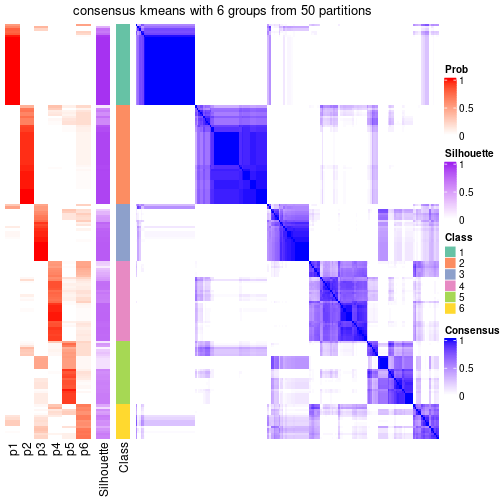 consensus kmeans with 6 groups from 50 partitions
Prob
1
0.5
0
Silhouette
1
0.5
0
Class
1
2
3
4
5
6
Consensus
1
0.5
0
p1
p2
p3
p4
p5
p6
Silhouette
Class